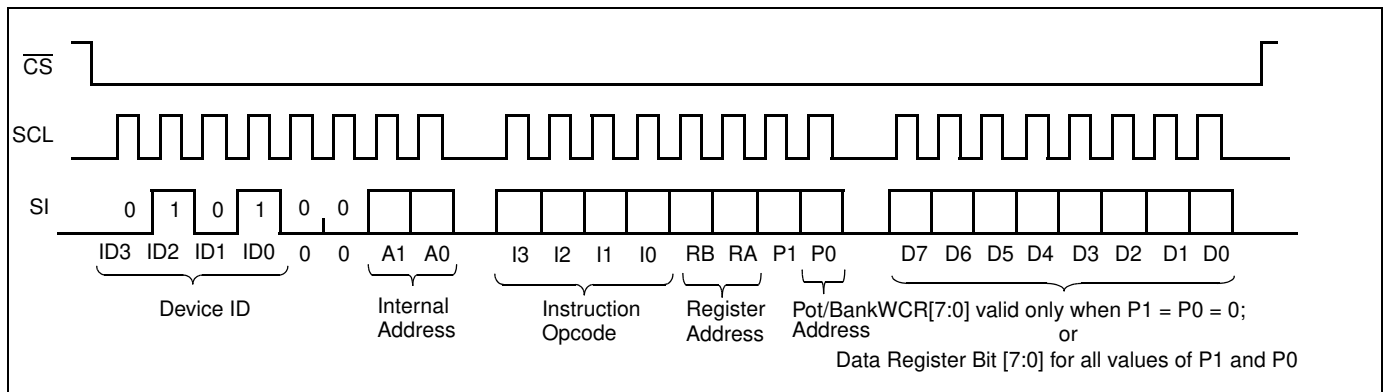 CS
SCL
SI
0 1 0 1 0 0
ID3 ID2 ID1 ID0 0 0 A1 A0 I3 I2 I1 I0 RB RA P1 P0 D7 D6 D5 D4 D3 D2 D1 D0
Device ID
Internal
Address
Instruction
Opcode
Register
Address
Pot/Bank
Address
WCR[7:0] valid only when P1 = P0 = 0;
or
Data Register Bit [7:0] for all values of P1 and P0